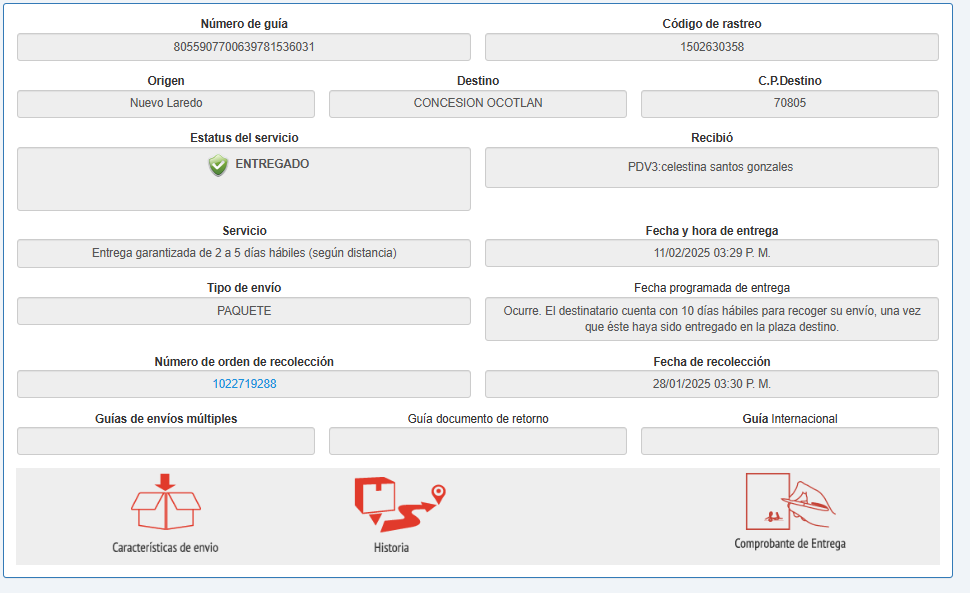 Número de guía
Código de rastreo
8055907700639781536031
1502630358
Origen
Destino
C.P.Destino
Nuevo Laredo
CONCESION OCOTLAN
70805
Estatus del servicio
Recibió
ENTREGADO
PDV3:celestina santos gonzales
Servicio
Fecha y hora de entrega
Entrega garantizada de 2 a 5 días hábiles (según distancia)
11/02/2025 03:29 P. M.
Tipo de envío
Fecha programada de entrega
PAQUETE
Ocurre. El destinatario cuenta con 10 días hábiles para recoger su envío, una vez
que éste haya sido entregado en la plaza destino.
Número de orden de recolección
Fecha de recolección
1022719288
28/01/2025 03:30 P. M.
Guías de envíos múltiples
Guía documento de retorno
Guía Internacional
Características de envio
Historia
Comprobante de Entrega